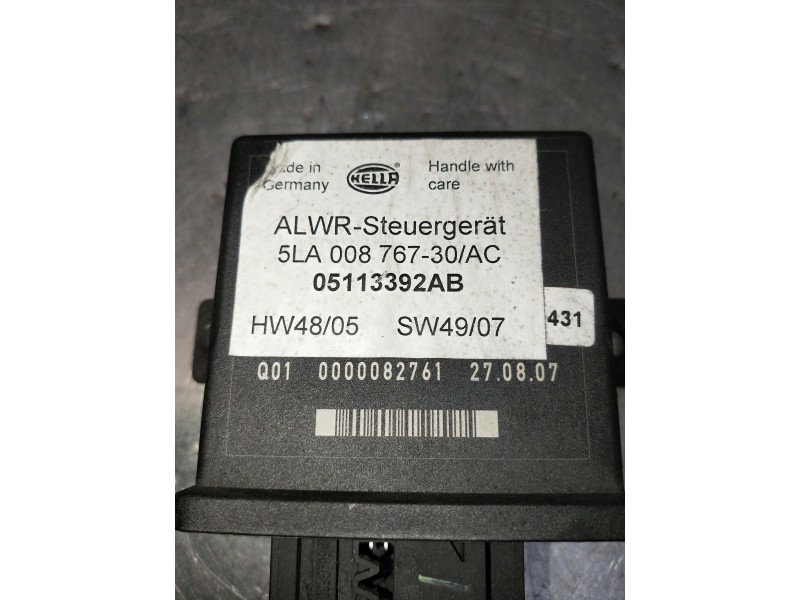 Made in
Germany
HELLA
®
Handle with
care
ALWR-Steuergerät
5LA 008 767-30/AC
05113392AB
HW48/05 SW49/07
431
Q01 0000082761 27.08.07